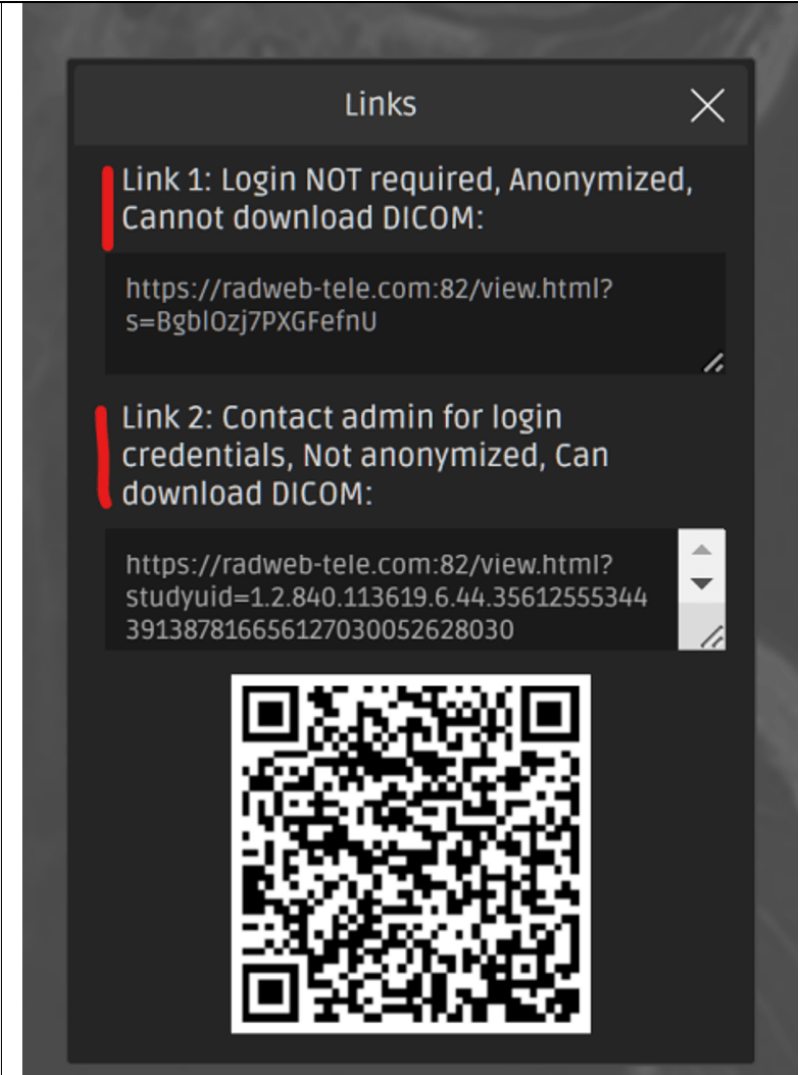 Links
Link 1: Login NOT required, Anonymized,
Cannot download DICOM:
https://radweb-tele.com:82/view.html?
s=BgblOzj7PXGFefnU
Link 2: Contact admin for login
credentials, Not anonymized, Can
download DICOM:
https://radweb-tele.com:82/view.html?
studyuid=1.2.840.113619.6.44.35612555344
3913878166561270300526280​30